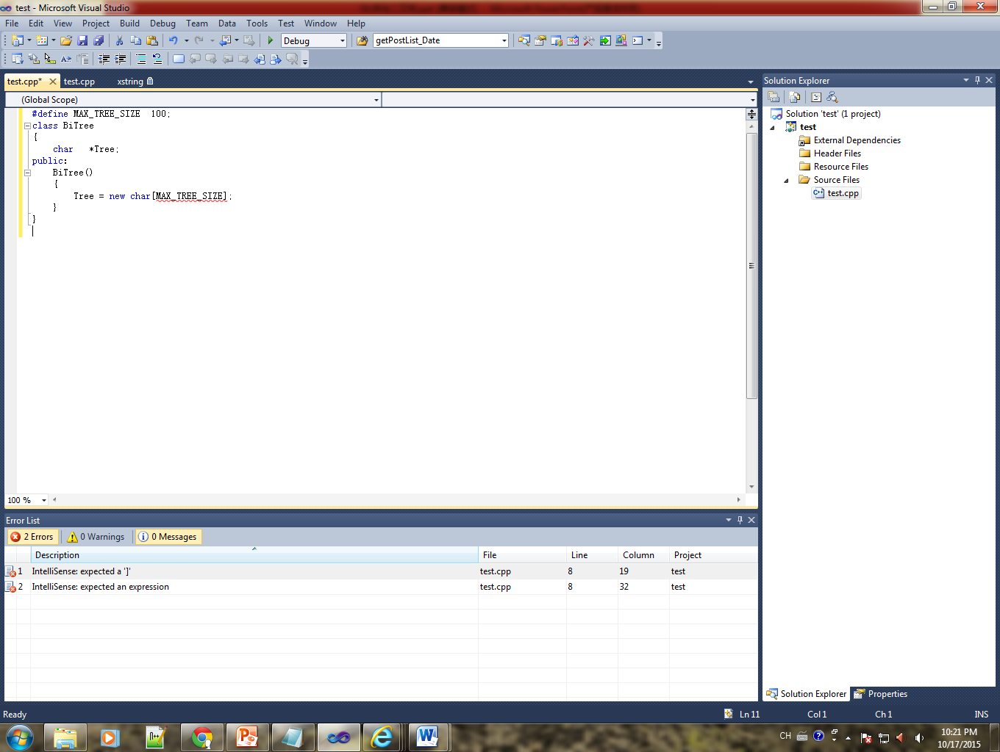 test - Microsoft Visual Studio
File Edit View Project Build Debug Team Data Tools Test Window Help
Debug getPostList_Date
test.cpp* test.cpp xstring
(Global Scope)
#define MAX_TREE_SIZE 100;
class BiTree
{
char *Tree;
public:
BiTree()
{
Tree = new char[MAX_TREE_SIZE];
}
}
100 %
Solution Explorer
Solution 'test' (1 project)
test
External Dependencies
Header Files
Resource Files
Source Files
test.cpp
Solution Explorer Properties
Error List
2 Errors 0 Warnings 0 Messages
Description File Line Column Project
1 IntelliSense: expected a ']' test.cpp 8 19 test
2 IntelliSense: expected an expression test.cpp 8 32 test
Ready Ln 11 Col 1 Ch 1 INS
CH 10:21 PM
10/17/2015